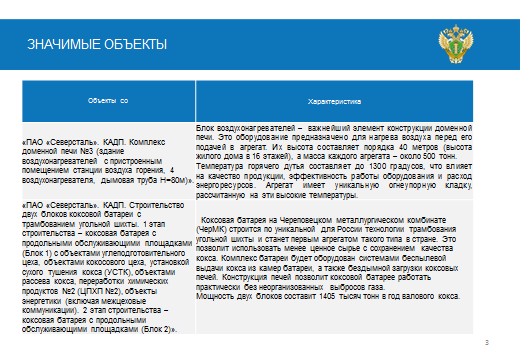 ЗНАЧИМЫЕ ОБЪЕКТЫ
Объекты со
Характеристика
«ПАО «Северсталь». КАДП. Комплекс
доменной печи №3 (здание
воздухонагревателей с пристроенным
помещением станции воздуха горения, 4
воздухонагревателя, дымовая труба Н=80м)».
Блок воздухонагревателей – важнейший элемент конструкции доменной
печи. Это оборудование предназначено для нагрева воздуха перед его
подачей в агрегат. Их высота составляет порядка 40 метров (высота
жилого дома в 16 этажей), а масса каждого агрегата – около 500 тонн.
Температура горячего дутья составляет до 1300 градусов, что влияет
на качество продукции, эффективность работы оборудования и расход
энергоресурсов. Агрегат имеет уникальную огнеупорную кладку,
рассчитанную на эти высокие температуры.
«ПАО «Северсталь». КАДП. Строительство
двух блоков коксовой батареи с
трамбованием угольной шихты. 1 этап
строительства – коксовая батарея с
продольными обслуживающими площадками
(Блок 1) с объектами углеподготовительного
цеха, объектами коксового цеха, установкой
сухого тушения кокса (УСТК), объектами
рассева кокса, переработки химических
продуктов №2 (ЦПХП №2), объекты
энергетики (включая межцеховые
коммуникации). 2 этап строительства –
коксовая батарея с продольными
обслуживающими площадками (Блок 2)».
Коксовая батарея на Череповецком металлургическом комбинате
(ЧерМК) строится по уникальной для России технологии трамбования
угольной шихты и станет первым агрегатом такого типа в стране. Это
позволит использовать менее ценное сырье с сохранением качества
кокса. Комплекс батареи будет оборудован системами беспылевой
выдачи кокса из камер батареи, а также бездымной загрузки коксовых
печей. Конструкция печей позволит коксовой батарее работать
практически без неорганизованных выбросов газа.
Мощность двух блоков составит 1405 тысяч тонн в год валового кокса.
3